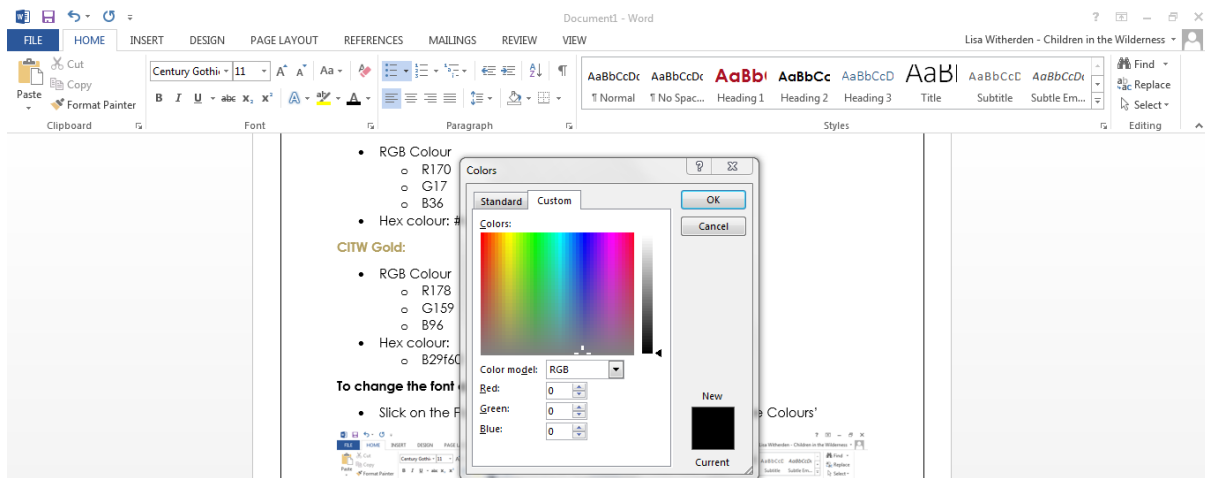 Document1 - Word
FILE HOME INSERT DESIGN PAGE LAYOUT REFERENCES MAILINGS REVIEW VIEW Lisa Witherden - Children in the Wilderness
Paste
Cut
Copy
Format Painter
Clipboard
Century Gothi 11
Font
Paragraph
AaBbCcDc AaBbCcDc AaBb AaBbCc AaBbCcD AaBl AaBbCcD AaBbCcDc
¶ Normal ¶ No Spac... Heading 1 Heading 2 Heading 3 Title Subtitle Subtle Em...
Styles
Find
Replace
Select
Editing
• RGB Colour
o R170
o G17
o B36
• Hex colour: #
CITW Gold:
• RGB Colour
o R178
o G159
o B96
• Hex colour:
o B29f60
To change the font
• Slick on the F
e Colours'
Colors
Standard Custom
OK
Cancel
Colors:
Color model: RGB
Red: 0
Green: 0
Blue: 0
New
Current